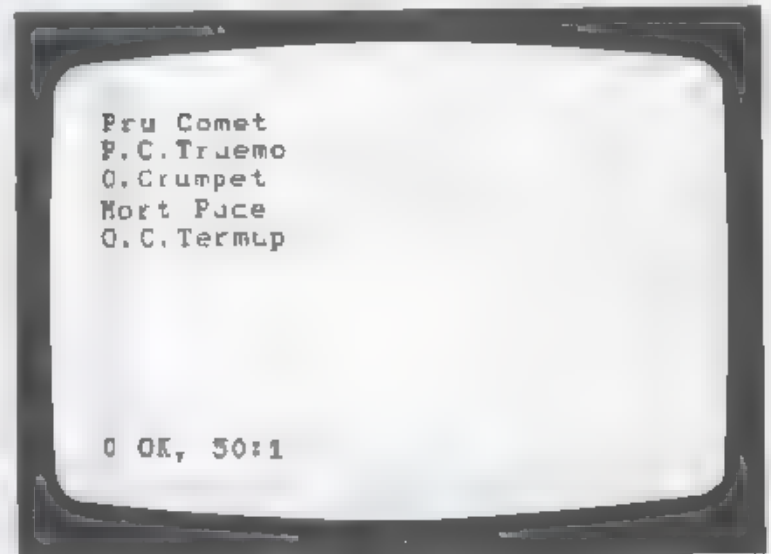 Pru Comet
P.C.Truemo
O.Crumpet
Mort Puce
O.C.Termup
0 OK, 50:1